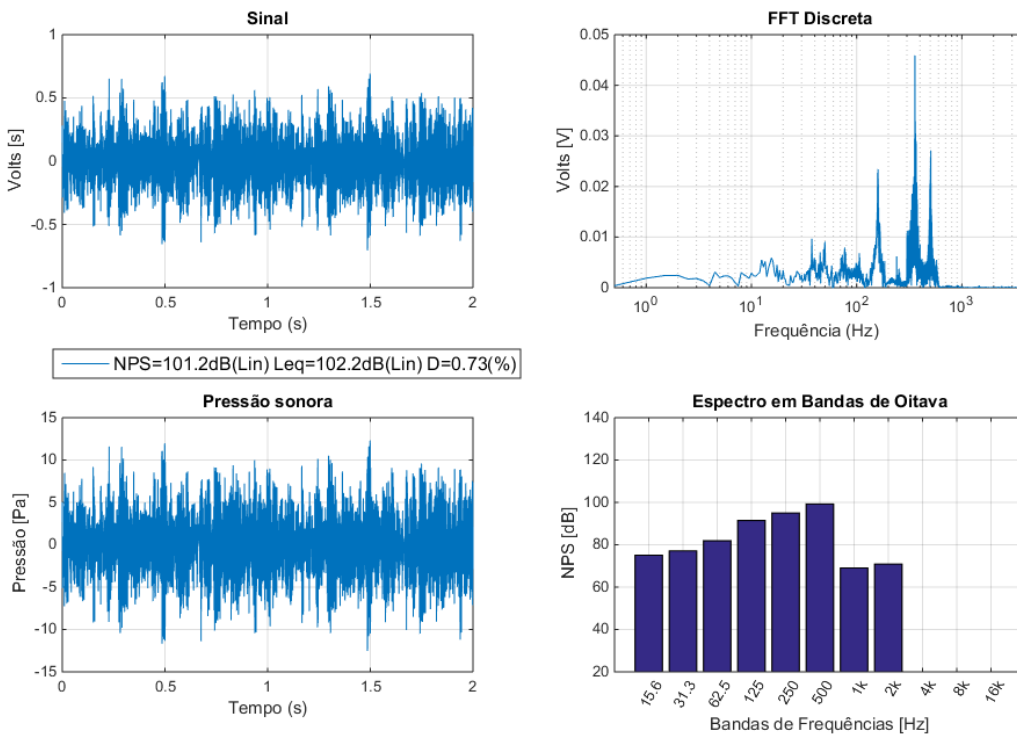 Sinal
1
0.5
0
-0.5
-1
Volts [s]
0
0.5
1
1.5
2
Tempo (s)
FFT Discreta
0.05
0.04
0.03
0.02
0.01
0
Volts [V]
10^0
10^1
10^2
10^3
Frequência (Hz)
NPS=101.2dB(Lin) Leq=102.2dB(Lin) D=0.73(%)
Pressão sonora
15
10
5
0
-5
-10
-15
Pressão [Pa]
0
0.5
1
1.5
2
Tempo (s)
Espectro em Bandas de Oitava
140
120
100
80
60
40
20
NPS [dB]
15.6
31.3
62.5
125
250
500
1k
2k
4k
8k
16k
Bandas de Frequências [Hz]